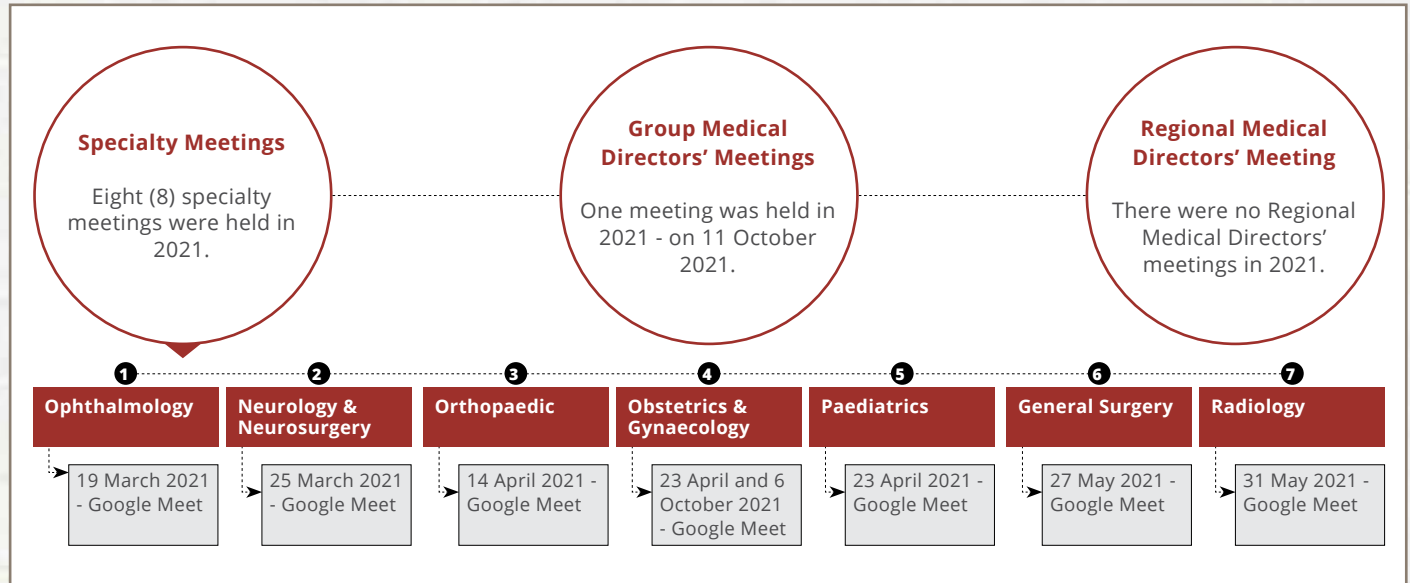 Specialty Meetings
Eight (8) specialty
meetings were held in
2021.
Group Medical
Directors’ Meetings
One meeting was held in
2021 - on 11 October
2021.
Regional Medical
Directors’ Meeting
There were no Regional
Medical Directors’
meetings in 2021.
1
Ophthalmology
19 March 2021
- Google Meet
2
Neurology &
Neurosurgery
25 March 2021
- Google Meet
3
Orthopaedic
14 April 2021 -
Google Meet
4
Obstetrics &
Gynaecology
23 April and 6
October 2021
- Google Meet
5
Paediatrics
23 April 2021 -
Google Meet
6
General Surgery
27 May 2021 -
Google Meet
7
Radiology
31 May 2021 -
Google Meet